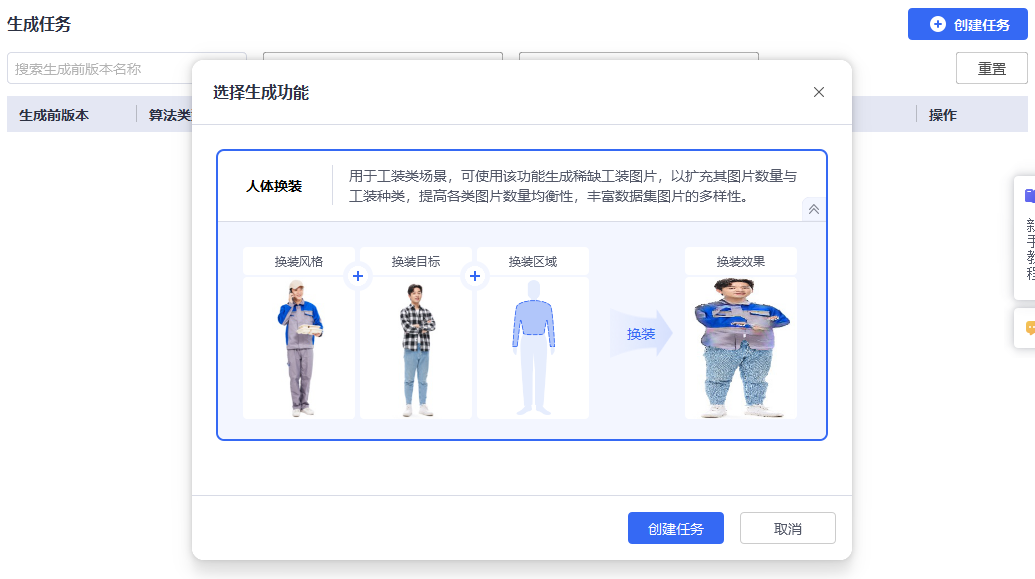 生成任务
创建任务
搜索生成前版本名称
重置
生成前版本
算法类
操作
选择生成功能
人体换装
用于工装类场景，可使用该功能生成稀缺工装图片，以扩充其图片数量与
工装种类，提高各类图片数量均衡性，丰富数据集图片的多样性。
换装风格
换装目标
换装区域
换装效果
换装
新手教程
创建任务
取消